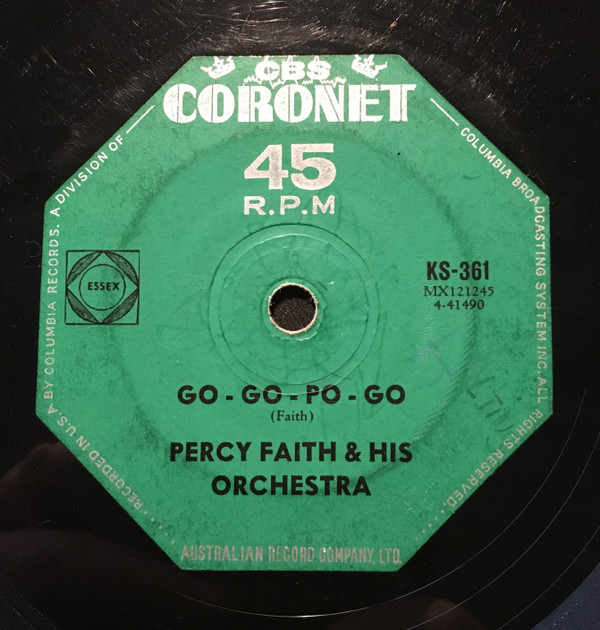 CBS
CORONET
45
R.P.M
ESSEX
KS-361
MX121245
4-41490
GO - GO - PO - GO
(Faith)
PERCY FAITH & HIS
ORCHESTRA
RECORDED IN U.S.A BY COLUMBIA RECORDS. A DIVISION OF
COLUMBIA BROADCASTING SYSTEM INC. ALL RIGHTS RESERVED.....
AUSTRALIAN RECORD COMPANY, LTD.